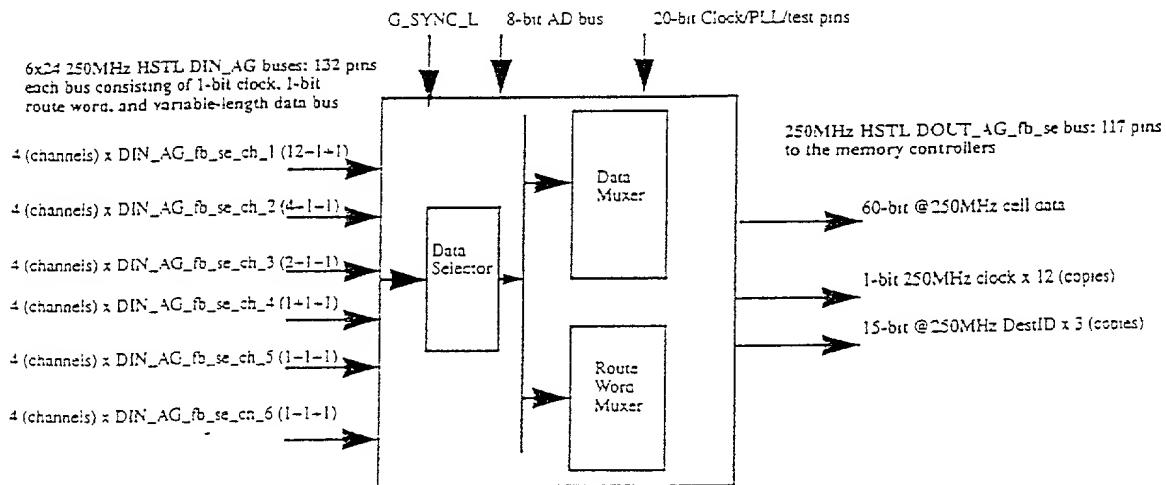 G_SYNC_L 8-bit AD bus 20-bit Clock/PLL/test pins
6x24 250MHz HSTL DIN_AG buses: 132 pins
each bus consisting of 1-bit clock, 1-bit
route word, and variable-length data bus
4 (channels) x DIN_AG_fb_se_ch_1 (12+1+1)
4 (channels) x DIN_AG_fb_se_ch_2 (4+1+1)
4 (channels) x DIN_AG_fb_se_ch_3 (2+1+1)
4 (channels) x DIN_AG_fb_se_ch_4 (1+1+1)
4 (channels) x DIN_AG_fb_se_ch_5 (1+1+1)
4 (channels) x DIN_AG_fb_se_ch_6 (1+1+1)
Data
Selector
Data
Muxer
Route
Word
Muxer
250MHz HSTL DOUT_AG_fb_se bus: 117 pins
to the memory controllers
60-bit @250MHz cell data
1-bit 250MHz clock x 12 (copies)
15-bit @250MHz DestID x 3 (copies)